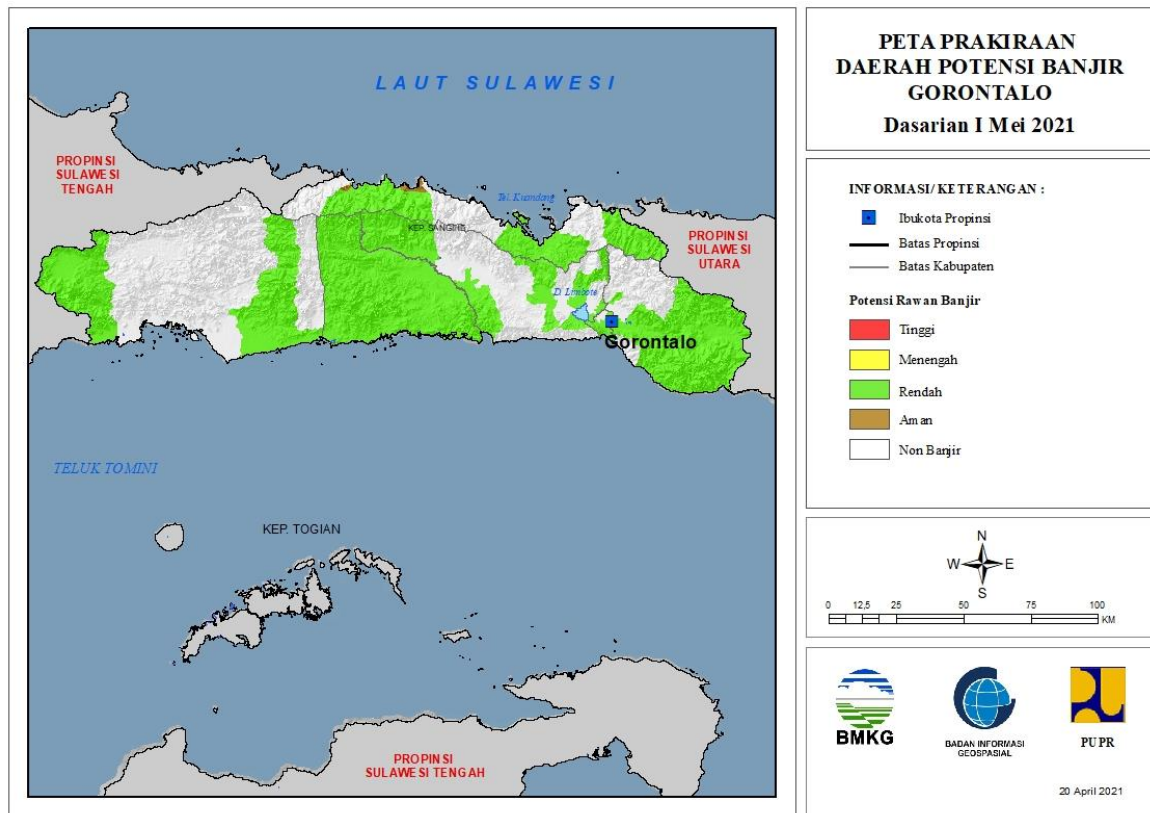 LAUT SULAWESI
PROPINSI
SULAWESI
TENGAH
Tel. Kuandang
KEP. SANGING
PROPINSI
SULAWESI
UTARA
D. Limboto
Gorontalo
TELUK TOMINI
KEP. TOGIAN
PROPINSI
SULAWESI TENGAH
PETA PRAKIRAAN
DAERAH POTENSI BANJIR
GORONTALO
Dasarian I Mei 2021
INFORMASI/ KETERANGAN :
Ibukota Propinsi
Batas Propinsi
Batas Kabupaten
Potensi Rawan Banjir
Tinggi
Menengah
Rendah
Aman
Non Banjir
N
W E
S
0 12,5 25 50 75 100
KM
BMKG
BADAN INFORMASI
GEOSPASIAL
PUPR
20 April 2021